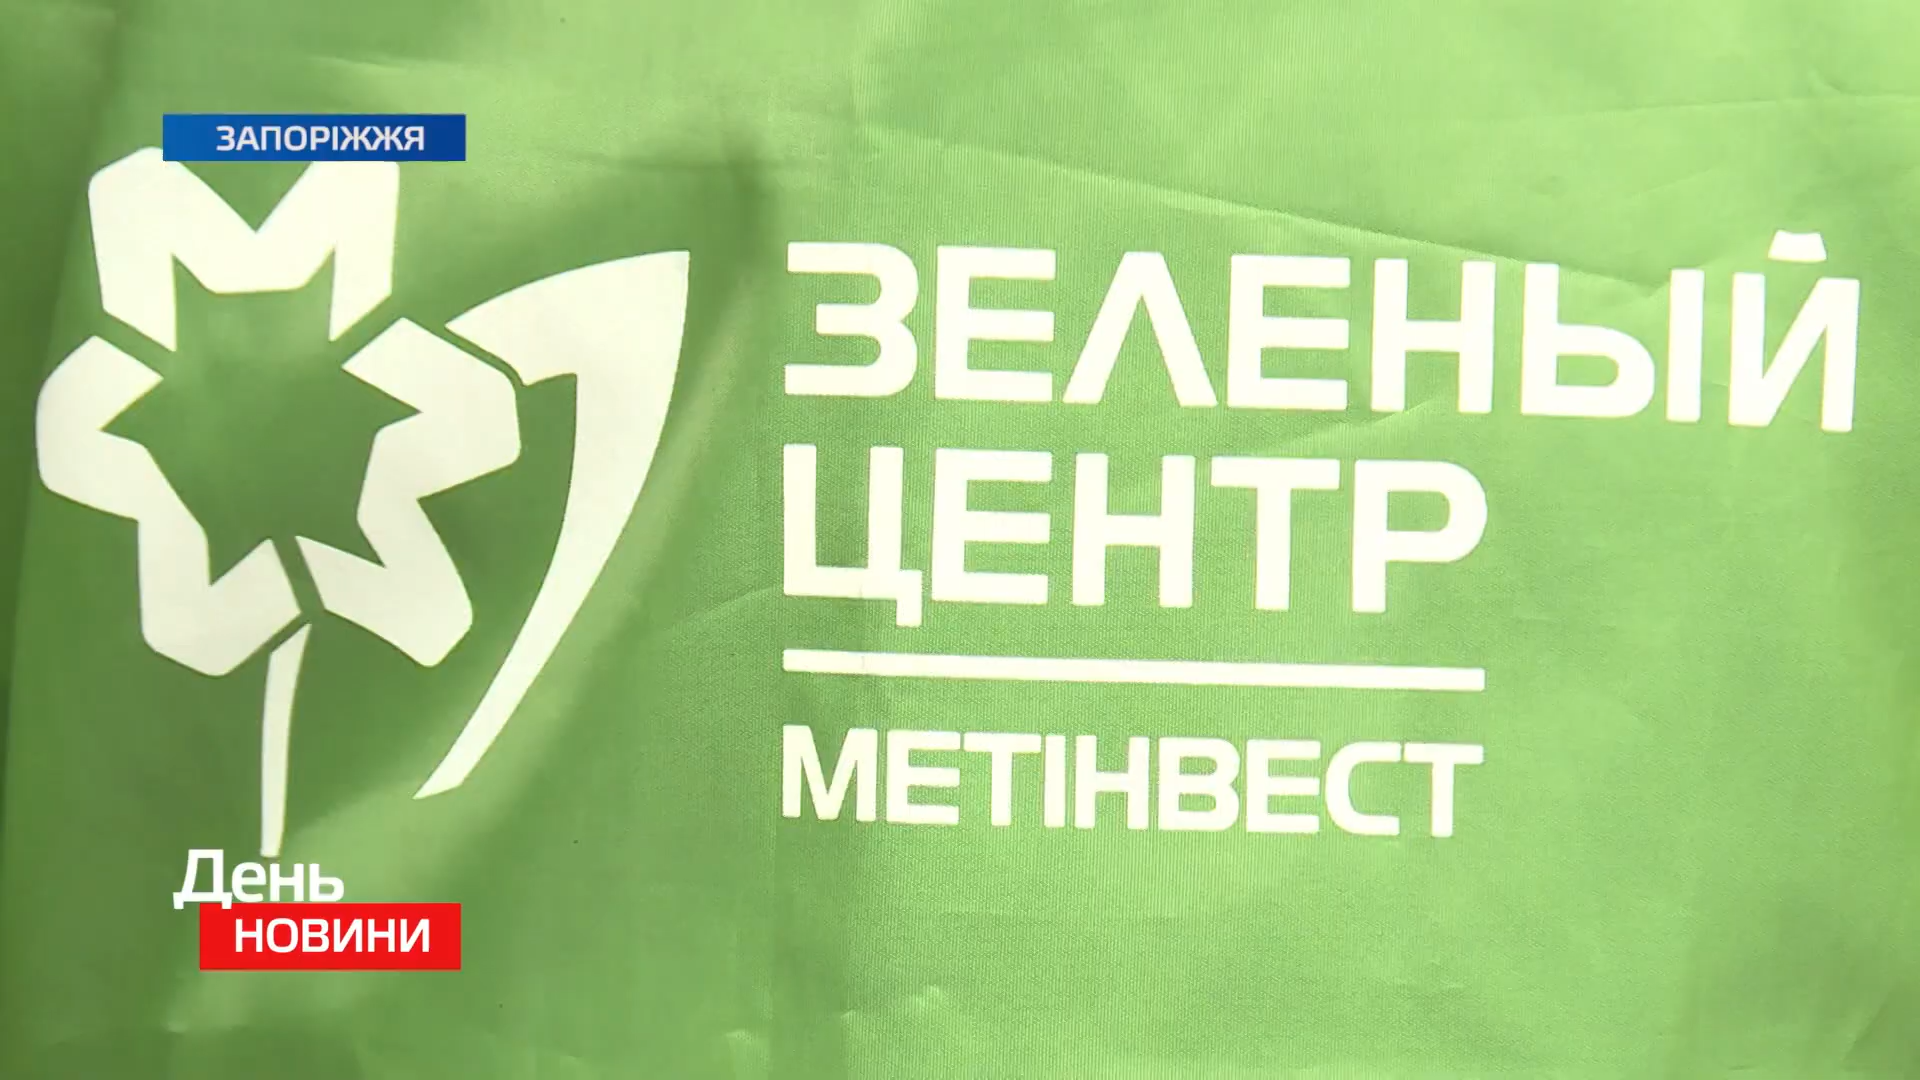 ЗАПОРІЖЖЯ
ЗЕЛЕНЫЙ
ЦЕНТР
МЕТІНВЕСТ
День
НОВИНИ